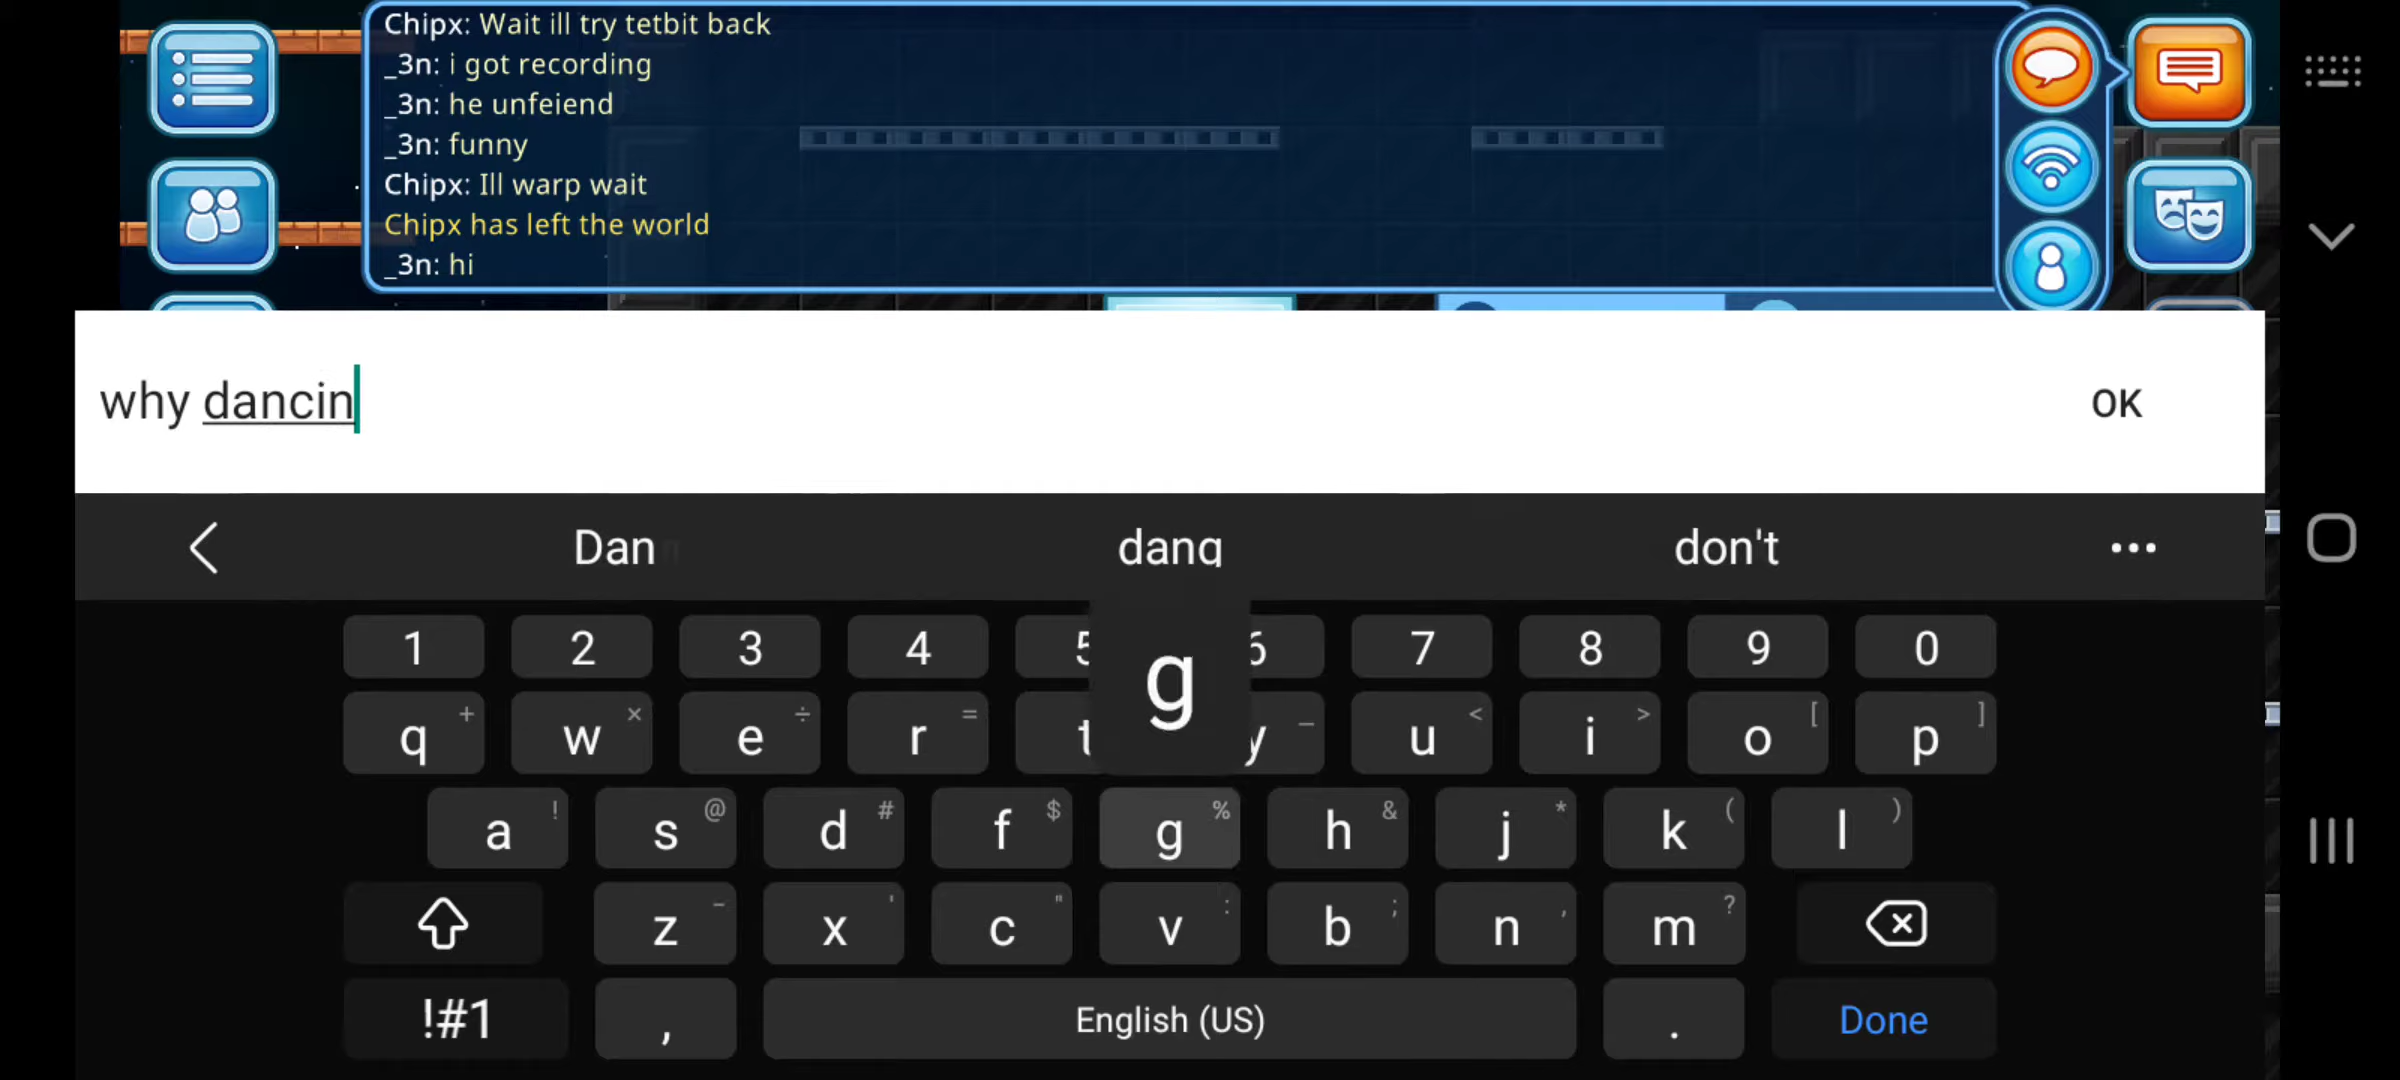 Chipx: Wait ill try tetbit back
_3n: i got recording
_3n: he unfeiend
_3n: funny
Chipx: Ill warp wait
Chipx has left the world
_3n: hi
why dancin
OK
Dan dang don't
1 2 3 4 5 6 7 8 9 0
g
q + w × e ÷ r = t y _ u < i > o [ p ]
a ! s @ d # f $ g % h & j * k ( l )
z - x ' c " v : b ; n , m ?
!#1 , English (US) . Done